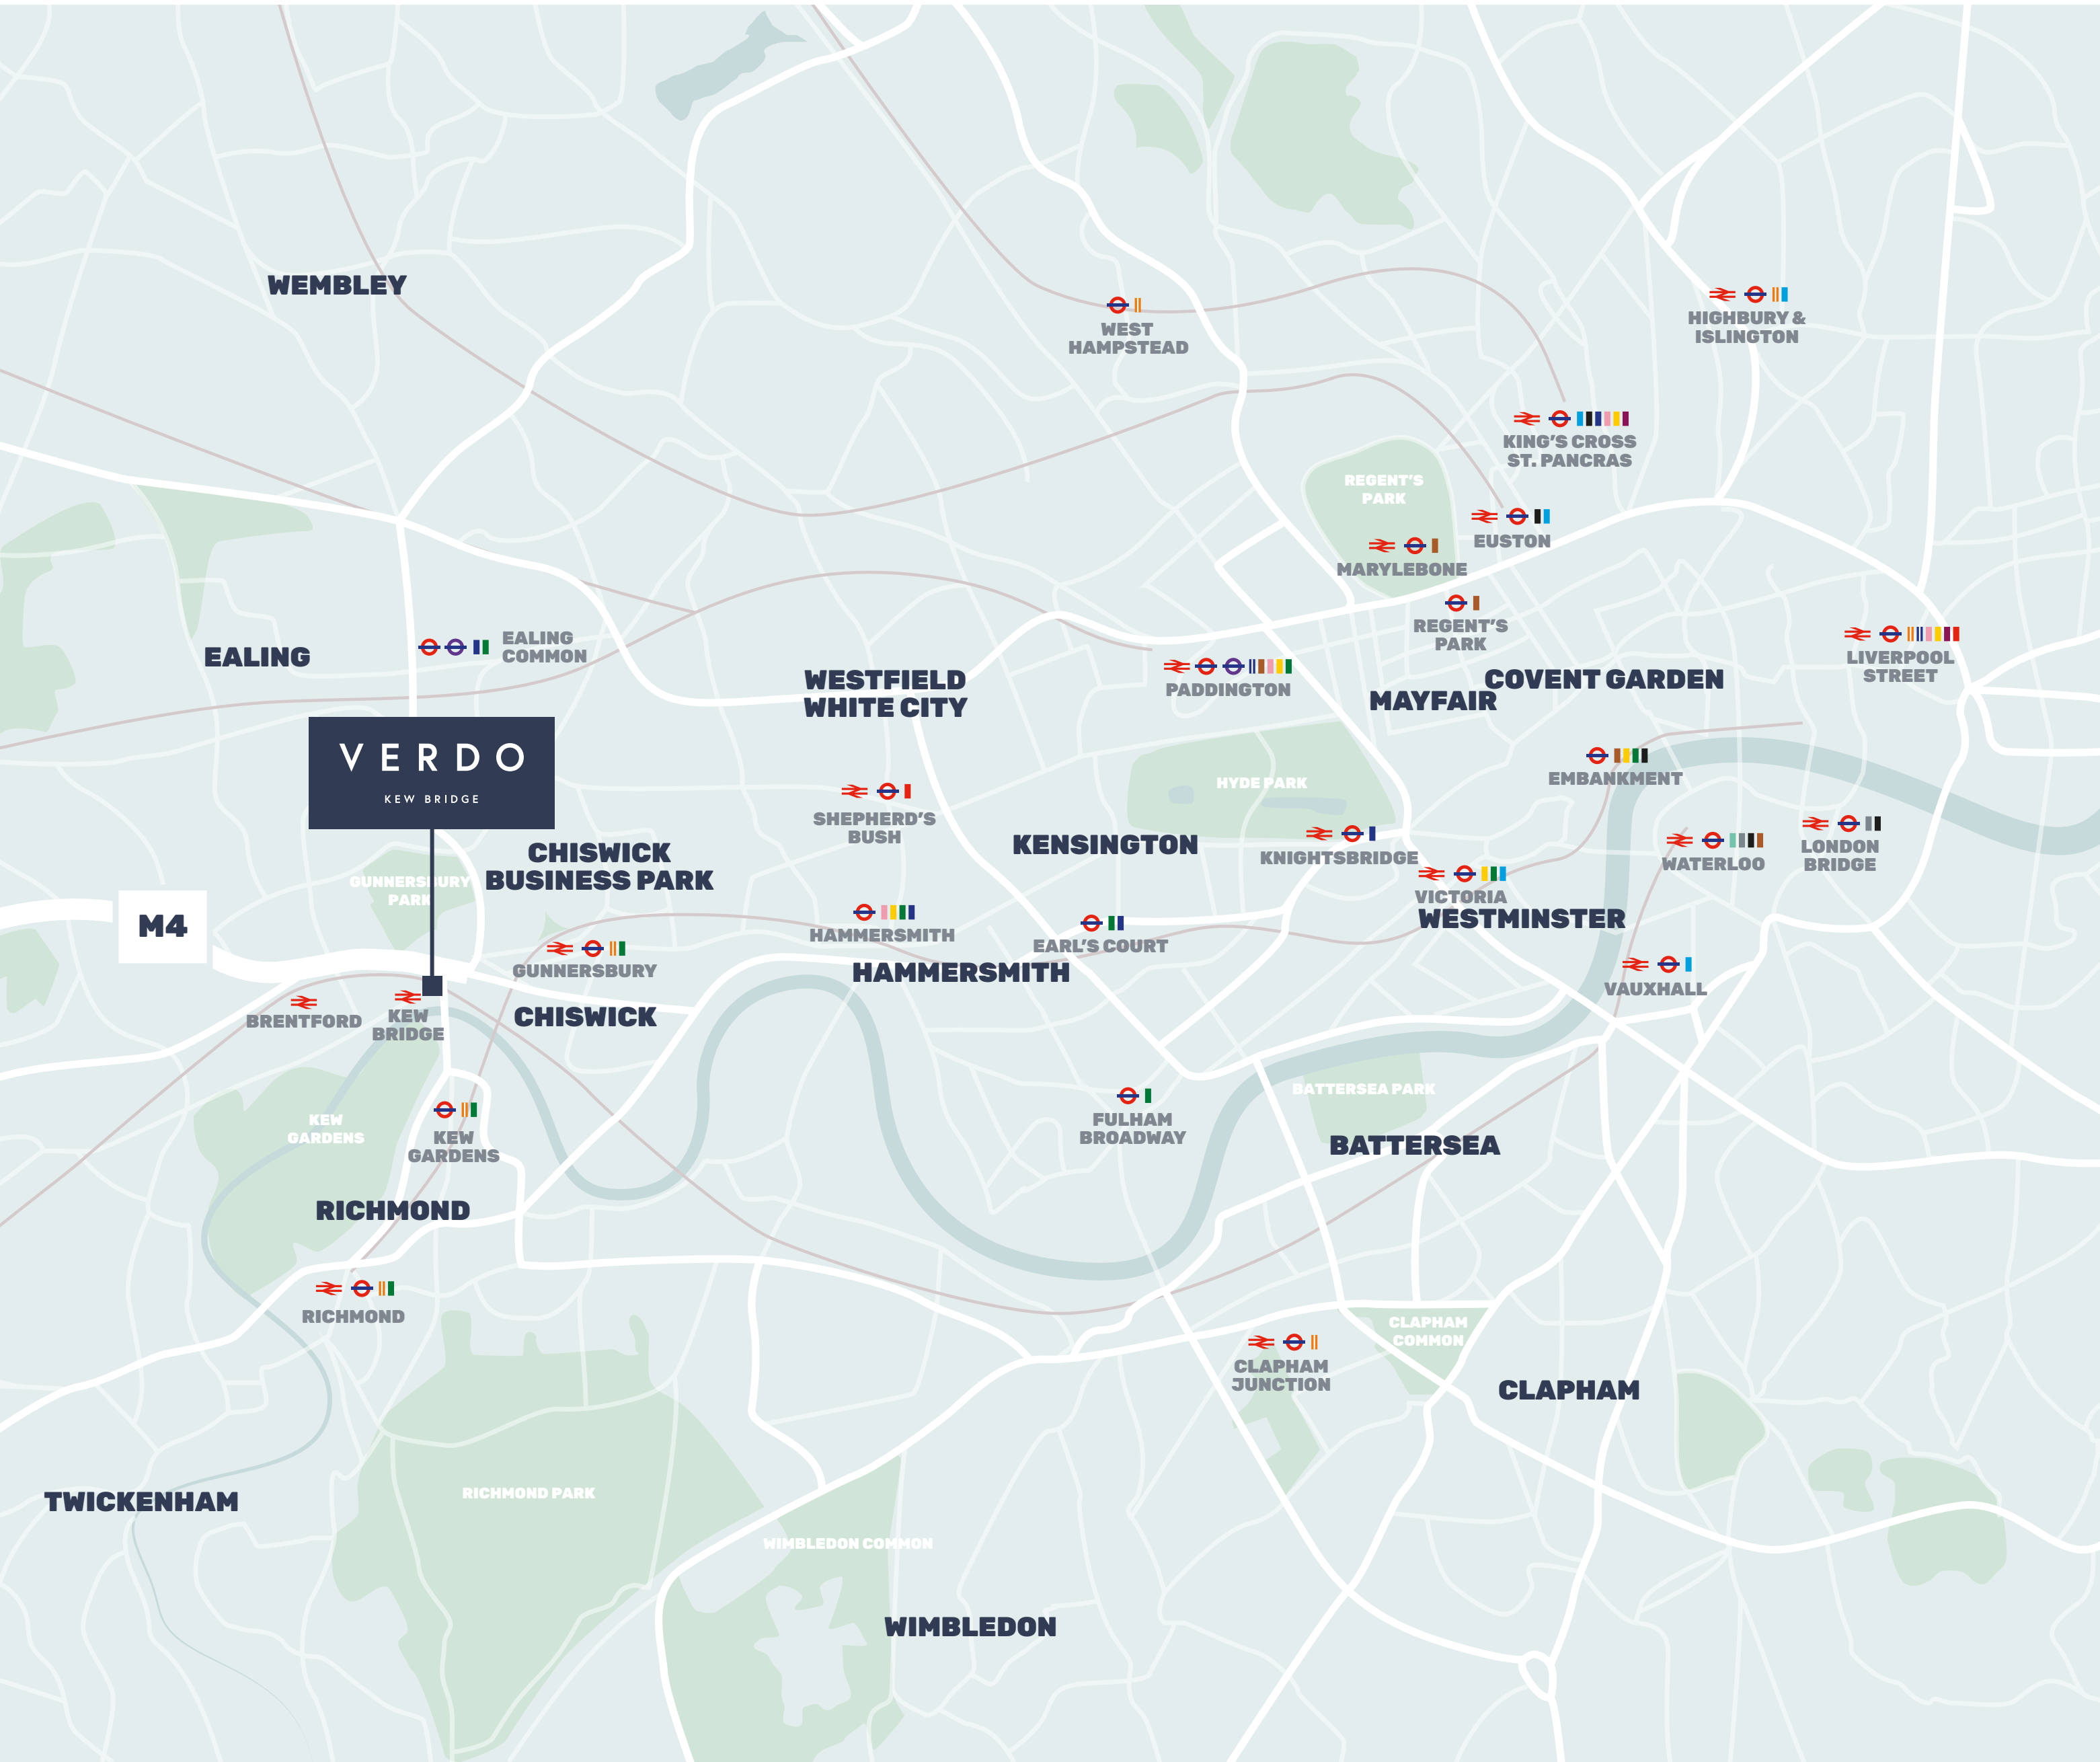 WEMBLEY
WEST
HAMPSTEAD
HIGHBURY &
ISLINGTON
KING'S CROSS
ST. PANCRAS
REGENT'S
PARK
EUSTON
MARYLEBONE
REGENT'S
PARK
EALING
EALING
COMMON
WESTFIELD
WHITE CITY
PADDINGTON
MAYFAIR
COVENT GARDEN
LIVERPOOL
STREET
VERDO
KEW BRIDGE
HYDE PARK
EMBANKMENT
SHEPHERD'S
BUSH
KENSINGTON
KNIGHTSBRIDGE
WATERLOO
LONDON
BRIDGE
CHISWICK
BUSINESS PARK
GUNNERSBURY
PARK
VICTORIA
WESTMINSTER
M4
HAMMERSMITH
EARL'S COURT
GUNNERSBURY
HAMMERSMITH
VAUXHALL
BRENTFORD
KEW
BRIDGE
CHISWICK
BATTERSEA PARK
KEW
GARDENS
KEW
GARDENS
FULHAM
BROADWAY
BATTERSEA
RICHMOND
RICHMOND
CLAPHAM
COMMON
CLAPHAM
JUNCTION
CLAPHAM
TWICKENHAM
RICHMOND PARK
WIMBLEDON COMMON
WIMBLEDON